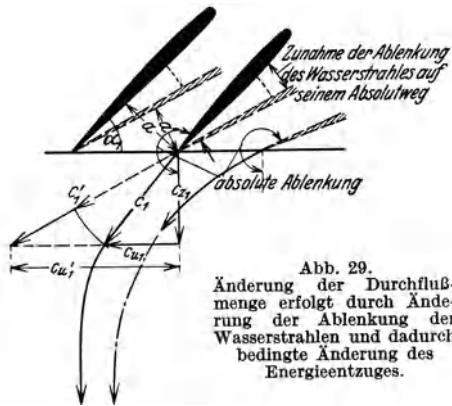 Zunahme der Ablenkung
des Wasserstrahles auf
seinem Absolutweg
a
a
α
c₁'
c₁
cz₁
absolute Ablenkung
cu₁
cu₁'
Abb. 29.
Änderung der Durchfluß-
menge erfolgt durch Ände-
rung der Ablenkung der
Wasserstrahlen und dadurch
bedingte Änderung des
Energieentzuges.